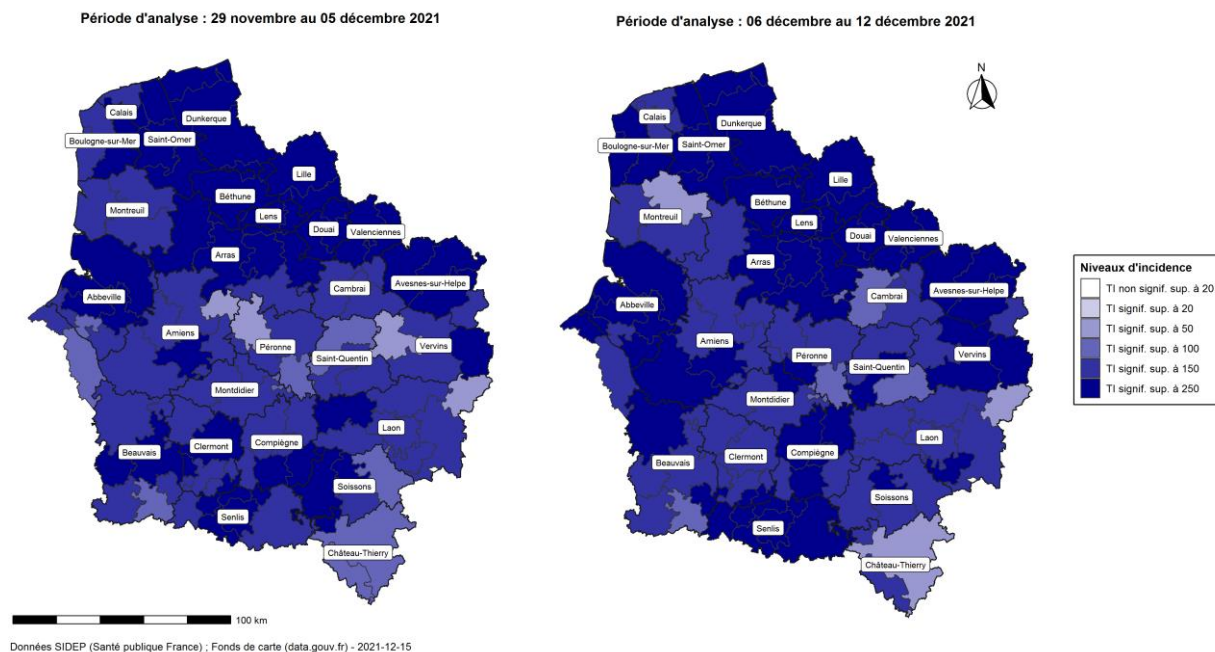 Période d'analyse : 29 novembre au 05 décembre 2021
Calais
Dunkerque
Boulogne-sur-Mer
Saint-Omer
Lille
Béthune
Montreuil
Lens
Douai
Valenciennes
Arras
Avesnes-sur-Helpe
Cambrai
Abbeville
Amiens
Péronne
Vervins
Saint-Quentin
Montdidier
Laon
Clermont
Compiègne
Beauvais
Soissons
Senlis
Château-Thierry
100 km
Données SIDEP (Santé publique France) ; Fonds de carte (data.gouv.fr) - 2021-12-15
Période d'analyse : 06 décembre au 12 décembre 2021
N
Calais
Dunkerque
Boulogne-sur-Mer
Saint-Omer
Lille
Béthune
Montreuil
Lens
Douai
Valenciennes
Arras
Avesnes-sur-Helpe
Cambrai
Abbeville
Amiens
Péronne
Vervins
Saint-Quentin
Montdidier
Laon
Clermont
Compiègne
Beauvais
Soissons
Senlis
Château-Thierry
Niveaux d'incidence
TI non signif. sup. à 20
TI signif. sup. à 20
TI signif. sup. à 50
TI signif. sup. à 100
TI signif. sup. à 150
TI signif. sup. à 250